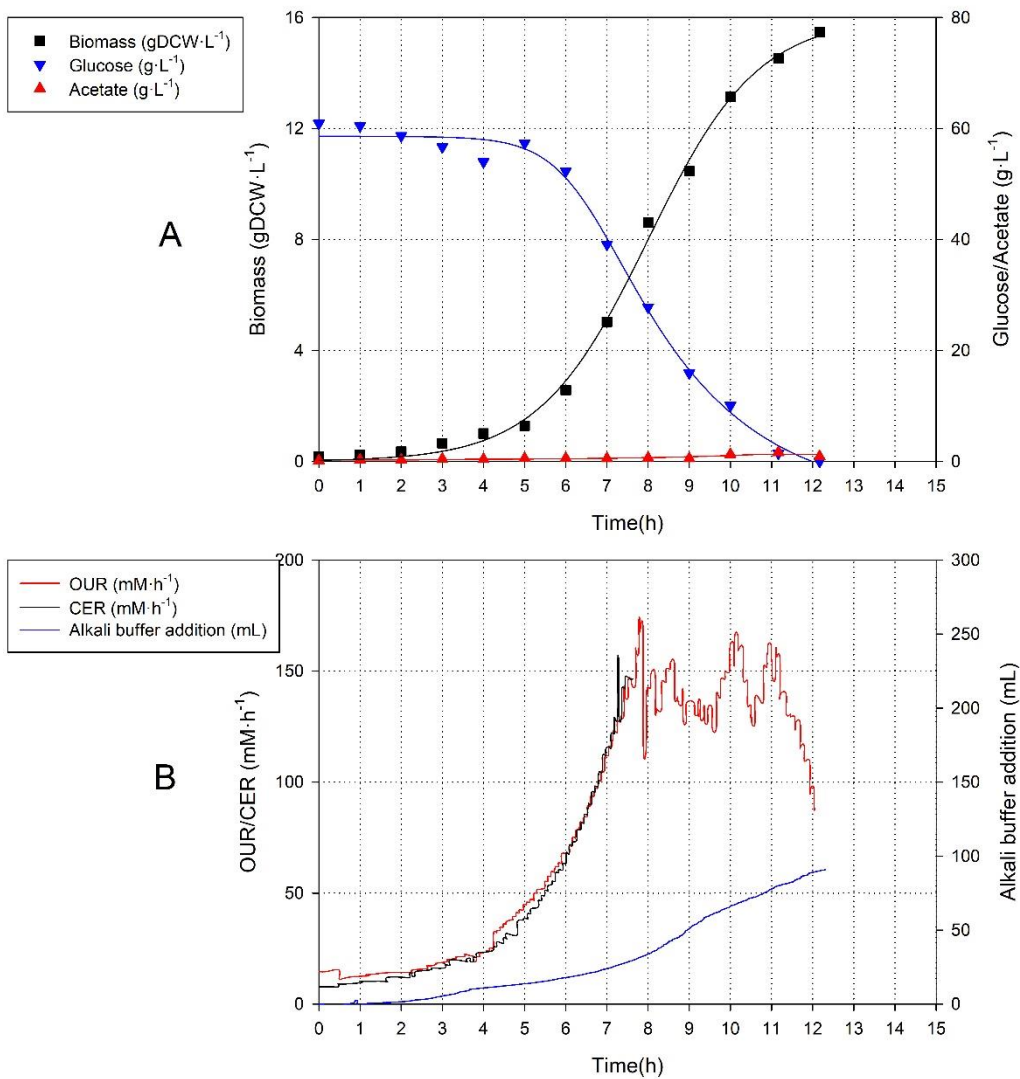 Biomass (gDCW·L⁻¹)
Glucose (g·L⁻¹)
Acetate (g·L⁻¹)
A
Biomass (gDCW·L⁻¹)
16
12
8
4
0
80
60
40
20
0
Glucose/Acetate (g·L⁻¹)
0 1 2 3 4 5 6 7 8 9 10 11 12 13 14 15
Time(h)
OUR (mM·h⁻¹)
CER (mM·h⁻¹)
Alkali buffer addition (mL)
B
OUR/CER (mM·h⁻¹)
200
150
100
50
0
300
250
200
150
100
50
0
Alkali buffer addition (mL)
0 1 2 3 4 5 6 7 8 9 10 11 12 13 14 15
Time(h)